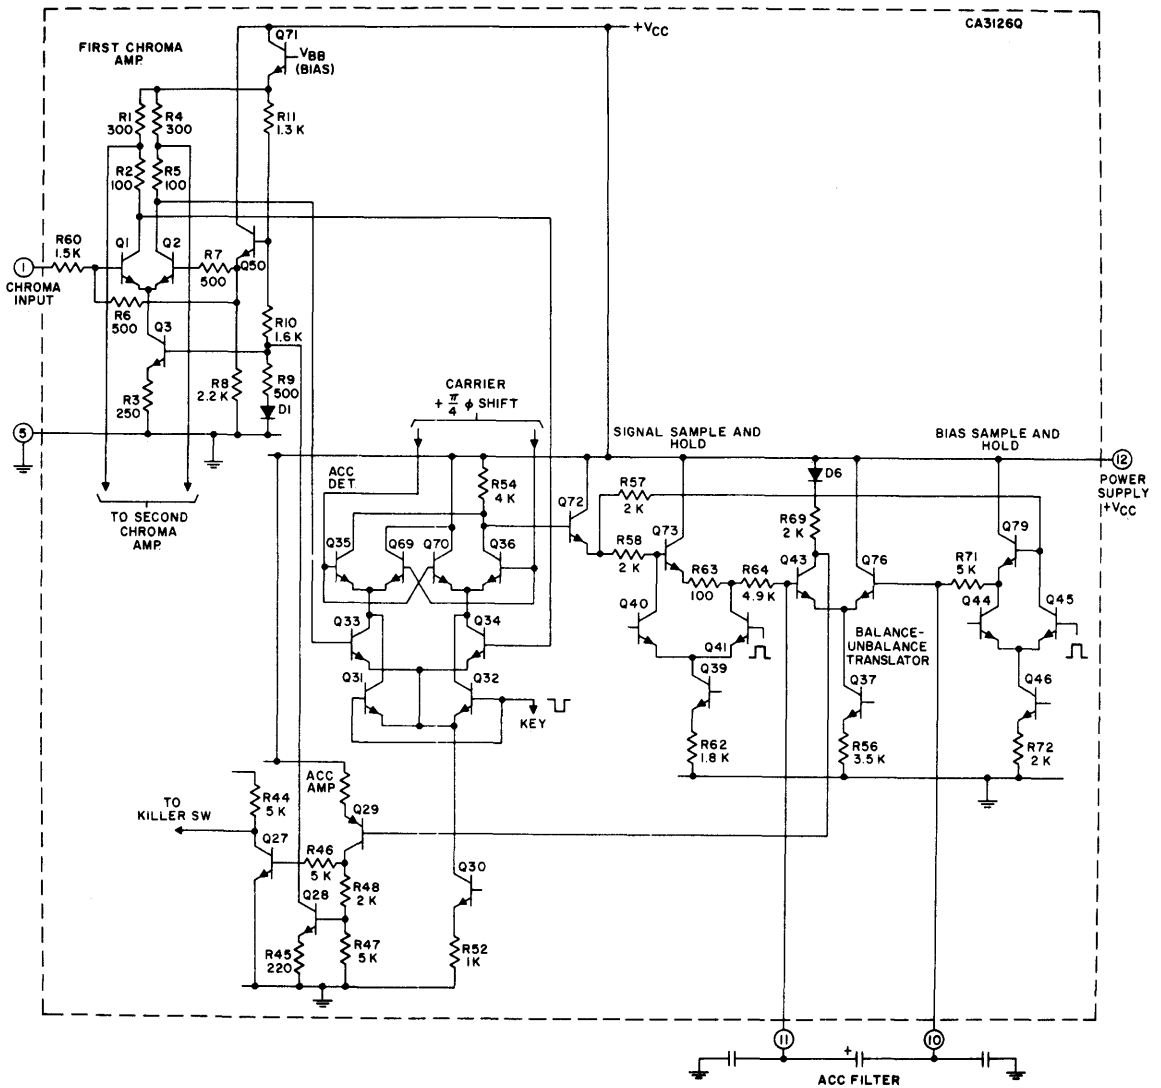 CA3126Q
+VCC
Q71
VBB
(BIAS)
FIRST CHROMA
AMP.
R1
300
R4
300
R11
1.3 K
R2
100
R5
100
R60
1.5K
Q1
Q2
R7
500
Q50
1
CHROMA
INPUT
R6
500
Q3
R10
1.6 K
R3
250
R8
2.2 K
R9
500
D1
5
CARRIER
+ π/4 φ SHIFT
SIGNAL SAMPLE AND
HOLD
BIAS SAMPLE AND
HOLD
12
POWER
SUPPLY
+VCC
TO SECOND
CHROMA
AMP.
ACC
DET.
R54
4 K
Q72
R57
2 K
D6
R69
2 K
Q79
Q35
Q69
Q70
Q36
R58
2 K
Q73
R63
100
R64
4.9 K
Q43
Q76
R71
5 K
Q40
Q41
Q44
Q45
Q33
Q34
BALANCE-
UNBALANCE
TRANSLATOR
Q31
Q32
KEY
Q39
Q37
Q46
R62
1.8 K
R56
3.5K
R72
2 K
ACC
AMP
R44
5 K
TO
KILLER SW
Q29
Q27
R46
5 K
Q28
R48
2 K
Q30
R45
220
R47
5 K
R52
1K
11
10
+
ACC FILTER